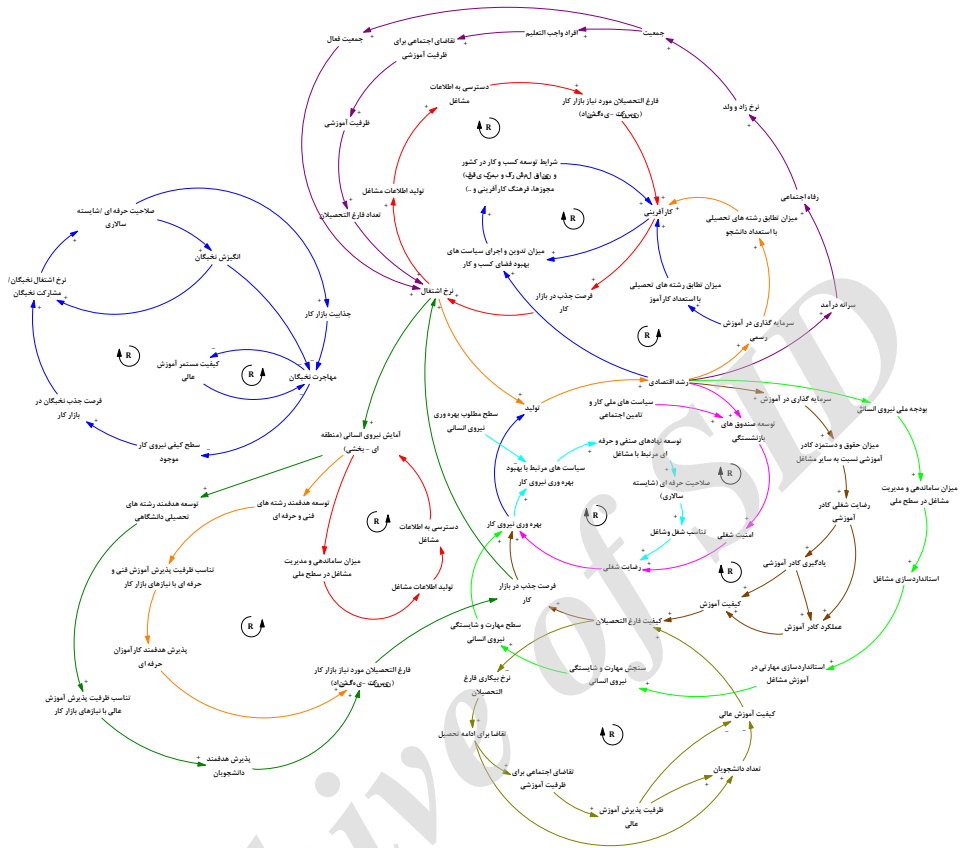 جمعیت
افراد واجب التعلیم
جمعیت فعال
تقاضای اجتماعی برای
ظرفیت آموزشی
دسترسی به اطلاعات
مشاغل
فارغ التحصیلان مورد نیاز بازار کار
نرخ زاد و ولد
ظرفیت آموزشی
R
شرایط توسعه کسب و کار در کشور
مجوزها، فرهنگ کارآفرینی و ..)
تولید اطلاعات مشاغل
رفاه اجتماعی
تعداد فارغ التحصیلان
کارآفرینی
R
میزان تطابق رشته های تحصیلی
با استعداد دانشجو
صلاحیت حرفه ای /شایسته
سالاری
انگیزش نخبگان
میزان تدوین و اجرای سیاست های
بهبود فضای کسب و کار
نرخ اشتغال نخبگان/
مشارکت نخبگان
نرخ اشتغال
میزان تطابق رشته های تحصیلی
با استعداد کارآموز
فرصت جذب در بازار
کار
سرانه درآمد
جذابیت بازار کار
سرمایه گذاری در آموزش
رسمی
R
R
کیفیت مستمر آموزش
عالی
R
مهاجرت نخبگان
رشد اقتصادی
فرصت جذب نخبگان در
بازار کار
تولید
سطح مطلوب بهره وری
نیروی انسانی
سیاست های ملی کار و
تامین اجتماعی
سرمایه گذاری در آموزش
بودجه ملی نیروی انسانی
توسعه صندوق های
بازنشستگی
سطح کیفی نیروی کار
موجود
آمایش نیروی انسانی (منطقه
ای - بخشی)
توسعه نهادهای صنفی و حرفه
ای مرتبط با مشاغل
میزان حقوق و دستمزد کادر
آموزشی نسبت به سایر مشاغل
سیاست های مرتبط با بهبود
بهره وری نیروی کار
R
صلاحیت حرفه ای (شایسته
سالاری)
میزان ساماندهی و مدیریت
مشاغل در سطح ملی
توسعه هدفمند رشته های
تحصیلی دانشگاهی
توسعه هدفمند رشته های
فنی و حرفه ای
R
دسترسی به اطلاعات
مشاغل
بهره وری نیروی کار
R
تناسب شغل وشاغل
امنیت شغلی
رضایت شغلی کادر
آموزشی
میزان ساماندهی و مدیریت
مشاغل در سطح ملی
رضایت شغلی
یادگیری کادر آموزشی
R
استانداردسازی مشاغل
تناسب ظرفیت پذیرش آموزش فنی و
حرفه ای با نیازهای بازار کار
تولید اطلاعات مشاغل
فرصت جذب در بازار
کار
کیفیت آموزش
R
سطح مهارت و شایستگی
نیروی انسانی
کیفیت فارغ التحصیلان
عملکرد کادر آموزش
پذیرش هدفمند کارآموزان
حرفه ای
فارغ التحصیلان مورد نیاز بازار کار
نرخ بیکاری فارغ
التحصیلان
سنجش مهارت و شایستگی
نیروی انسانی
استانداردسازی مهارتی در
آموزش مشاغل
تناسب ظرفیت پذیرش آموزش
عالی با نیازهای بازار کار
کیفیت آموزش عالی
تقاضا برای ادامه تحصیل
R
پذیرش هدفمند
دانشجویان
تقاضای اجتماعی برای
ظرفیت آموزشی
تعداد دانشجویان
ظرفیت پذیرش آموزش
عالی
ive of SID